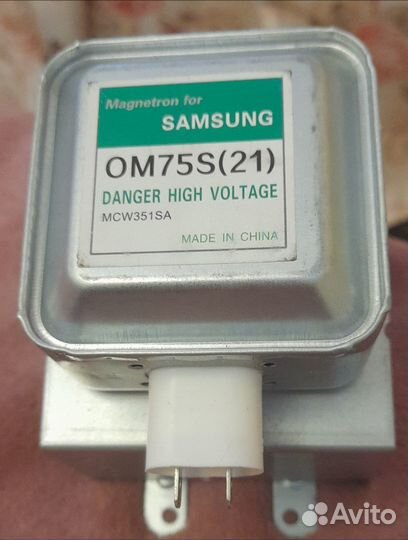 Magnetron for
SAMSUNG
OM75S(21)
DANGER HIGH VOLTAGE
MCW351SA
MADE IN CHINA
Avito